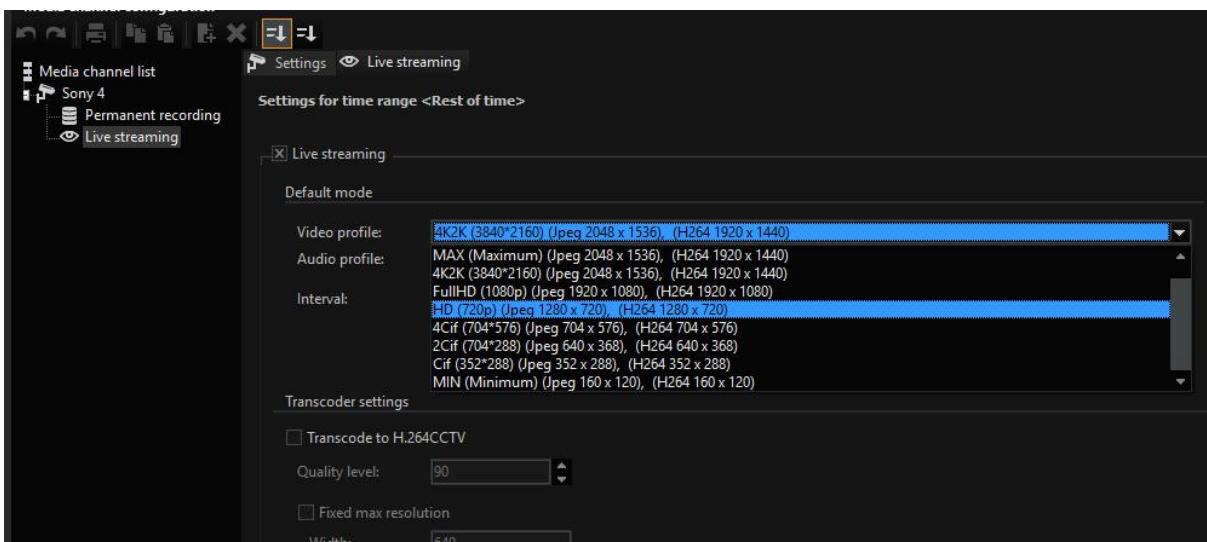 Media channel configuration
Media channel list
Sony 4
Permanent recording
Live streaming
Settings Live streaming
Settings for time range <Rest of time>
Live streaming
Default mode
Video profile: 4K2K (3840*2160) (Jpeg 2048 x 1536), (H264 1920 x 1440)
Audio profile:
Interval:
MAX (Maximum) (Jpeg 2048 x 1536), (H264 1920 x 1440)
4K2K (3840*2160) (Jpeg 2048 x 1536), (H264 1920 x 1440)
FullHD (1080p) (Jpeg 1920 x 1080), (H264 1920 x 1080)
HD (720p) (Jpeg 1280 x 720), (H264 1280 x 720)
4Cif (704*576) (Jpeg 704 x 576), (H264 704 x 576)
2Cif (704*288) (Jpeg 640 x 368), (H264 640 x 368)
Cif (352*288) (Jpeg 352 x 288), (H264 352 x 288)
MIN (Minimum) (Jpeg 160 x 120), (H264 160 x 120)
Transcoder settings
Transcode to H.264CCTV
Quality level: 90
Fixed max resolution
Width: 640